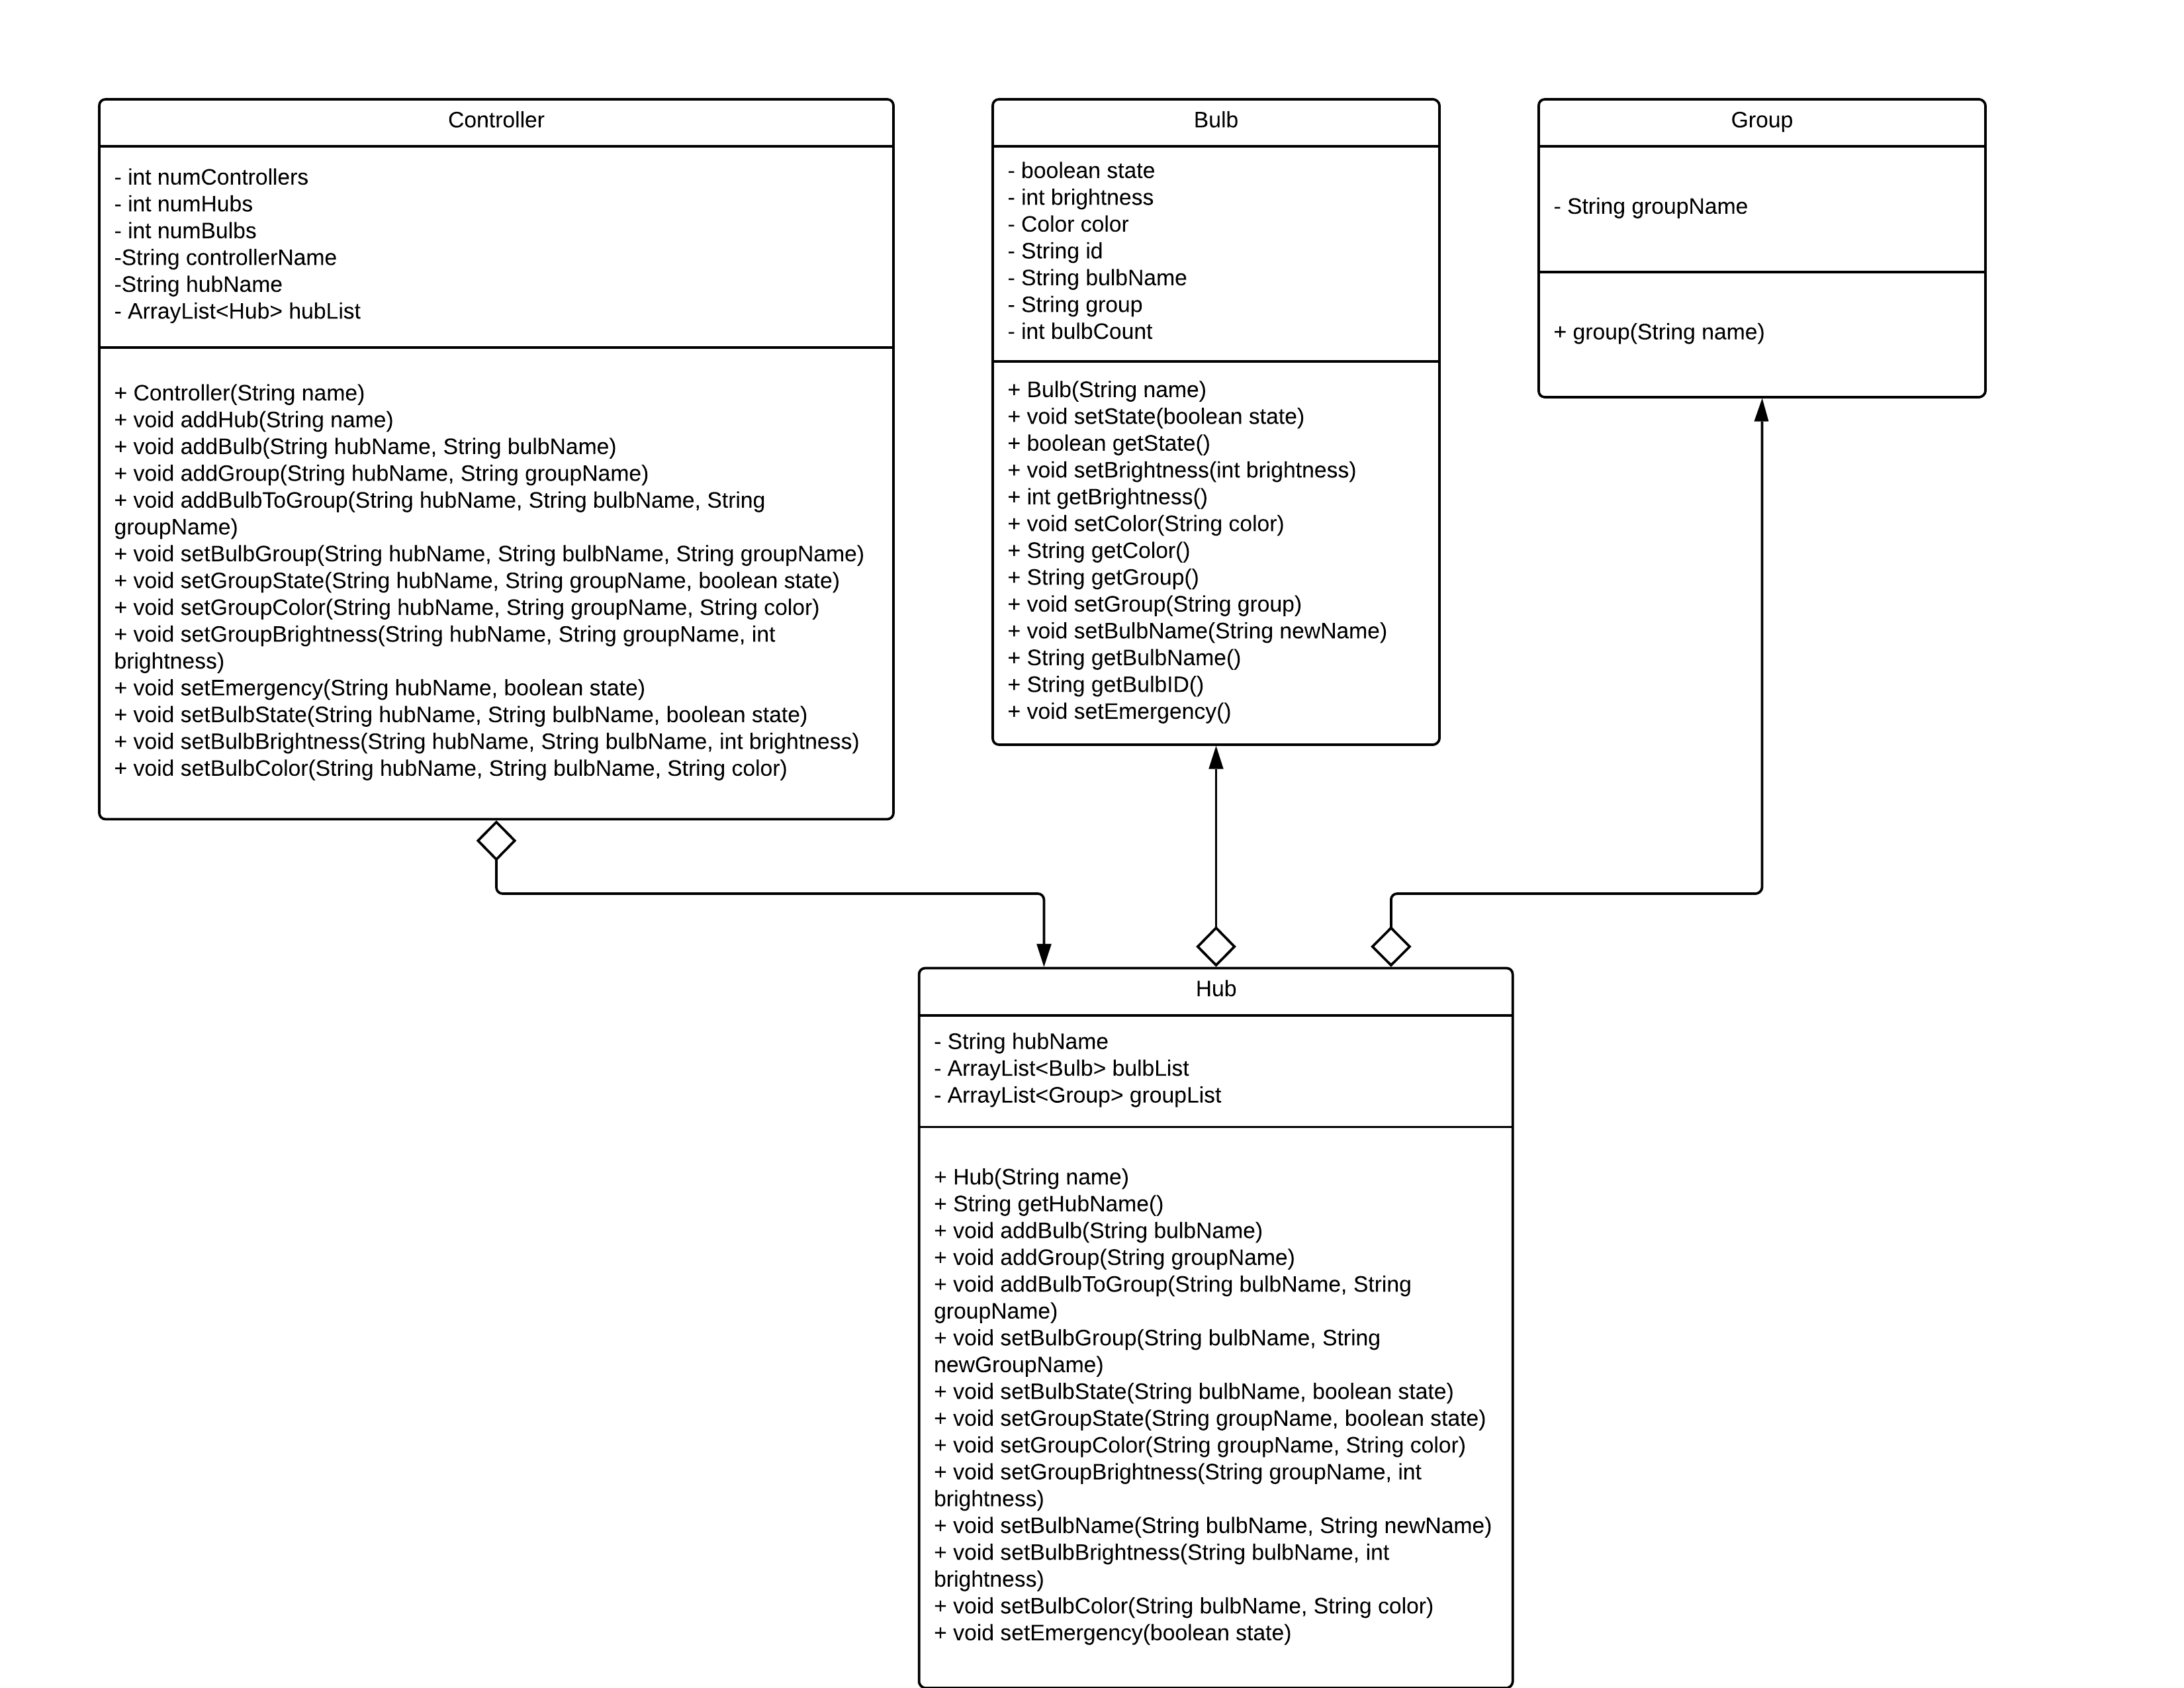 Controller
- int numControllers
- int numHubs
- int numBulbs
-String controllerName
-String hubName
- ArrayList<Hub> hubList
+ Controller(String name)
+ void addHub(String name)
+ void addBulb(String hubName, String bulbName)
+ void addGroup(String hubName, String groupName)
+ void addBulbToGroup(String hubName, String bulbName, String
groupName)
+ void setBulbGroup(String hubName, String bulbName, String groupName)
+ void setGroupState(String hubName, String groupName, boolean state)
+ void setGroupColor(String hubName, String groupName, String color)
+ void setGroupBrightness(String hubName, String groupName, int
brightness)
+ void setEmergency(String hubName, boolean state)
+ void setBulbState(String hubName, String bulbName, boolean state)
+ void setBulbBrightness(String hubName, String bulbName, int brightness)
+ void setBulbColor(String hubName, String bulbName, String color)
Bulb
- boolean state
- int brightness
- Color color
- String id
- String bulbName
- String group
- int bulbCount
+ Bulb(String name)
+ void setState(boolean state)
+ boolean getState()
+ void setBrightness(int brightness)
+ int getBrightness()
+ void setColor(String color)
+ String getColor()
+ String getGroup()
+ void setGroup(String group)
+ void setBulbName(String newName)
+ String getBulbName()
+ String getBulbID()
+ void setEmergency()
Group
- String groupName
+ group(String name)
Hub
- String hubName
- ArrayList<Bulb> bulbList
- ArrayList<Group> groupList
+ Hub(String name)
+ String getHubName()
+ void addBulb(String bulbName)
+ void addGroup(String groupName)
+ void addBulbToGroup(String bulbName, String
groupName)
+ void setBulbGroup(String bulbName, String
newGroupName)
+ void setBulbState(String bulbName, boolean state)
+ void setGroupState(String groupName, boolean state)
+ void setGroupColor(String groupName, String color)
+ void setGroupBrightness(String groupName, int
brightness)
+ void setBulbName(String bulbName, String newName)
+ void setBulbBrightness(String bulbName, int
brightness)
+ void setBulbColor(String bulbName, String color)
+ void setEmergency(boolean state)